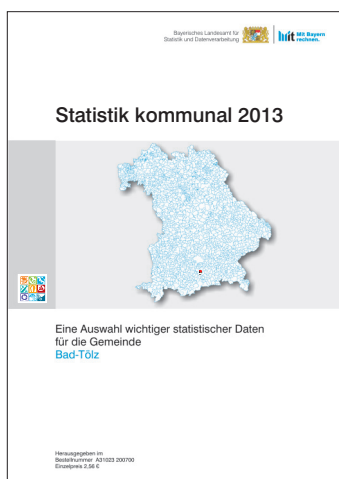 Bayerisches Landesamt für
Statistik und Datenverarbeitung
Mit Bayern
rechnen.
Statistik kommunal 2013
Eine Auswahl wichtiger statistischer Daten
für die Gemeinde
Bad-Tölz
Herausgegeben im
Bestellnummer A31023 200700
Einzelpreis 2,56 €